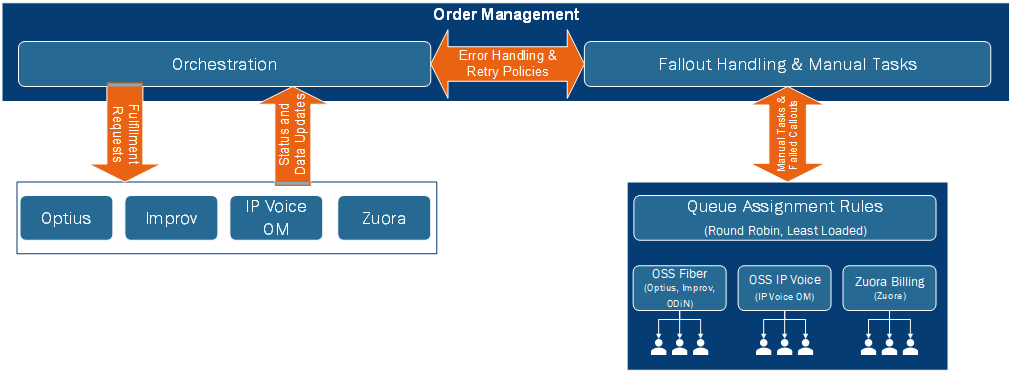 Order Management
Orchestration
Error Handling &
Retry Policies
Fallout Handling & Manual Tasks
Fulfillment
Requests
Status and
Data Updates
Manual Tasks &
Failed Callouts
Optius
Improv
IP Voice
OM
Zuora
Queue Assignment Rules
(Round Robin, Least Loaded)
OSS Fiber
(Optius, Improv,
ODiN)
OSS IP Voice
(IP Voice OM)
Zuora Billing
(Zuora)